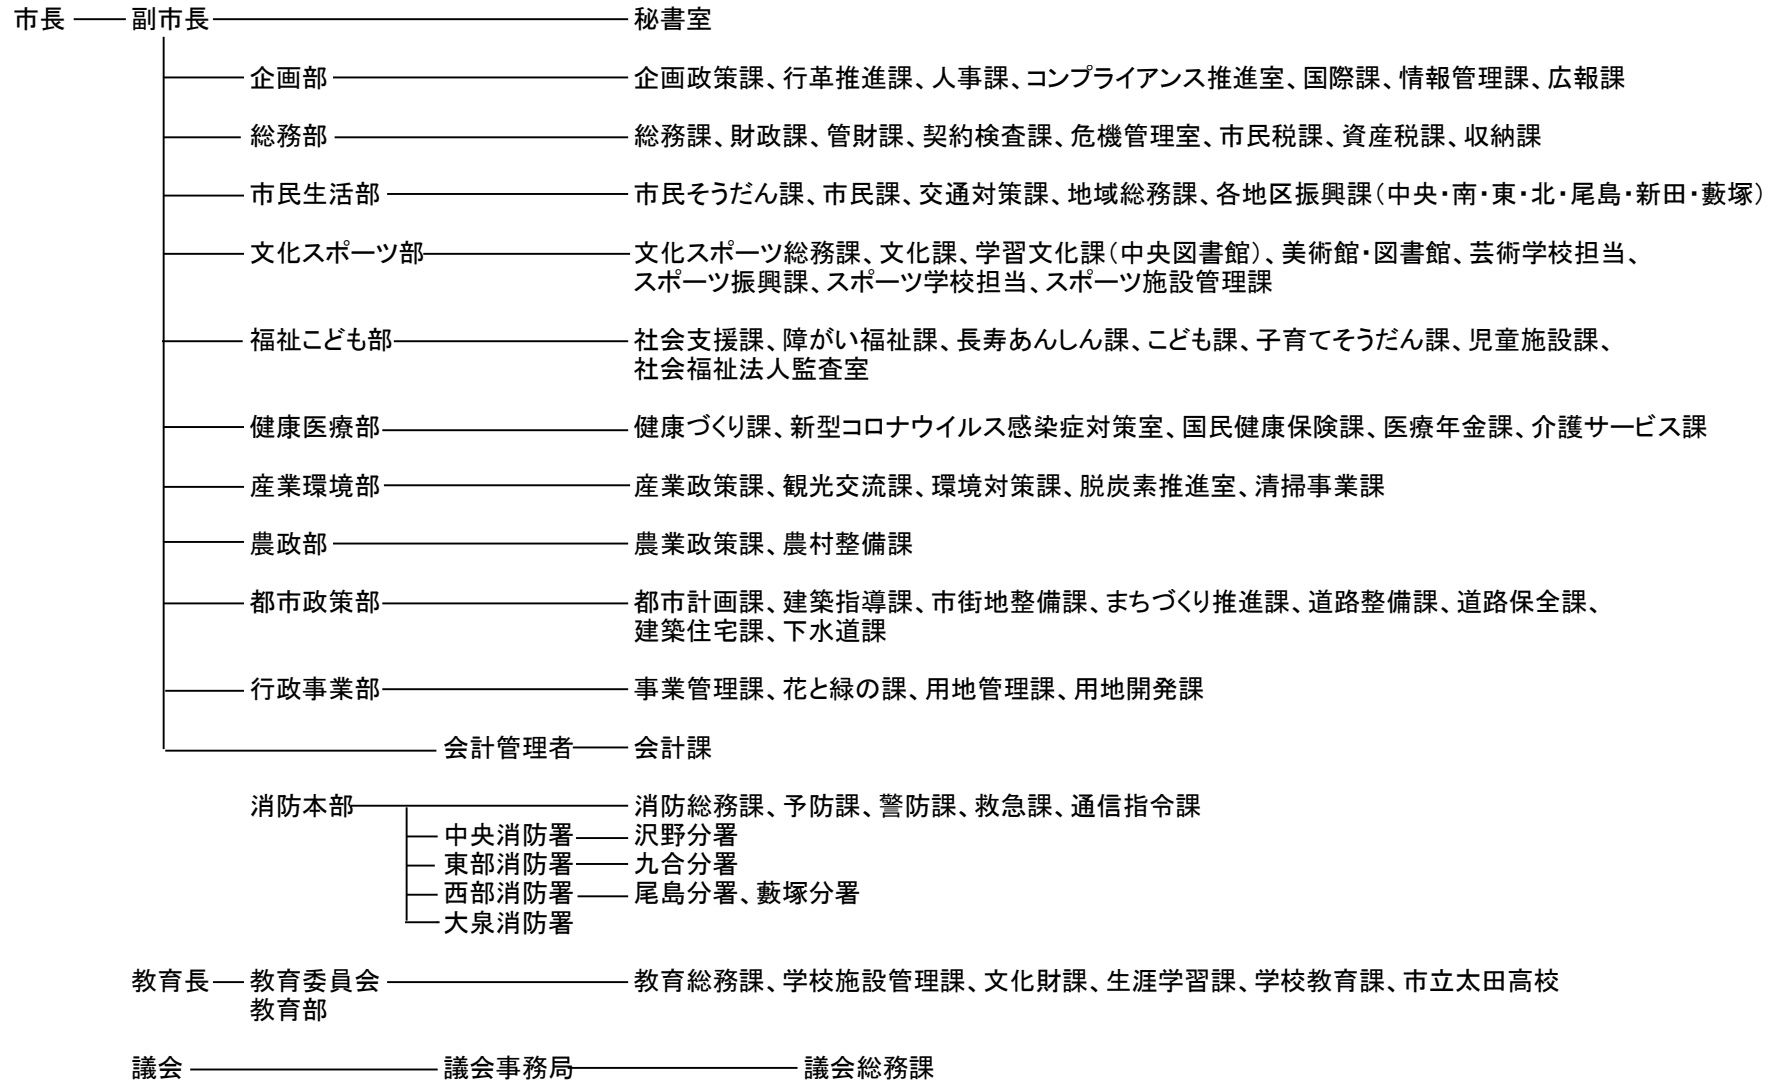 市長 副市長 秘書室
企画部 企画政策課、行革推進課、人事課、コンプライアンス推進室、国際課、情報管理課、広報課
総務部 総務課、財政課、管財課、契約検査課、危機管理室、市民税課、資産税課、収納課
市民生活部 市民そうだん課、市民課、交通対策課、地域総務課、各地区振興課（中央・南・東・北・尾島・新田・藪塚）
文化スポーツ部 文化スポーツ総務課、文化課、学習文化課（中央図書館）、美術館・図書館、芸術学校担当、
スポーツ振興課、スポーツ学校担当、スポーツ施設管理課
福祉こども部 社会支援課、障がい福祉課、長寿あんしん課、こども課、子育てそうだん課、児童施設課、
社会福祉法人監査室
健康医療部 健康づくり課、新型コロナウイルス感染症対策室、国民健康保険課、医療年金課、介護サービス課
産業環境部 産業政策課、観光交流課、環境対策課、脱炭素推進室、清掃事業課
農政部 農業政策課、農村整備課
都市政策部 都市計画課、建築指導課、市街地整備課、まちづくり推進課、道路整備課、道路保全課、
建築住宅課、下水道課
行政事業部 事業管理課、花と緑の課、用地管理課、用地開発課
会計管理者 会計課
消防本部 消防総務課、予防課、警防課、救急課、通信指令課
中央消防署 沢野分署
東部消防署 九合分署
西部消防署 尾島分署、藪塚分署
大泉消防署
教育長 教育委員会 教育総務課、学校施設管理課、文化財課、生涯学習課、学校教育課、市立太田高校
教育部
議会 議会事務局 議会総務課